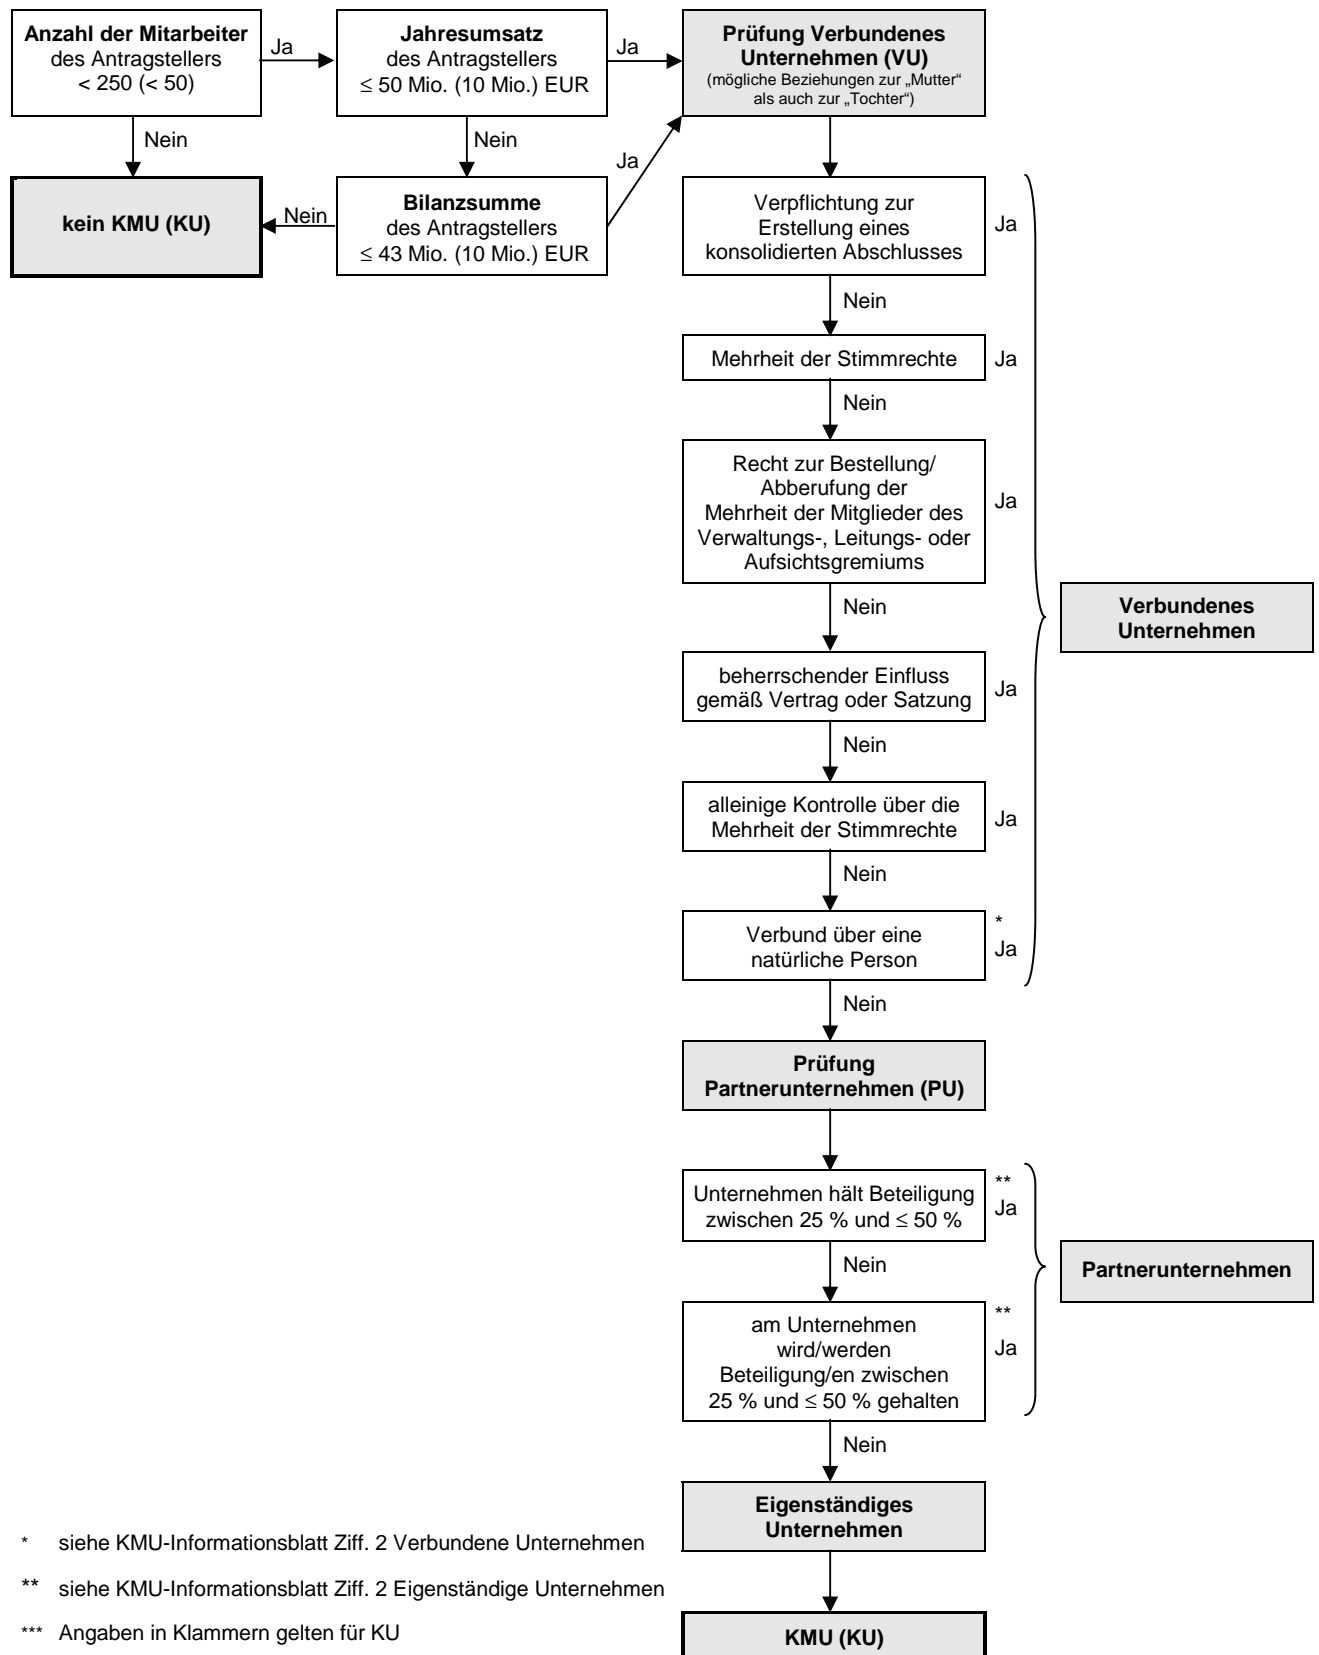 Anzahl der Mitarbeiter
des Antragstellers
< 250 (< 50)
Ja
Jahresumsatz
des Antragstellers
≤ 50 Mio. (10 Mio.) EUR
Ja
Prüfung Verbundenes
Unternehmen (VU)
(mögliche Beziehungen zur „Mutter“
als auch zur „Tochter“)
Nein
Nein
Ja
kein KMU (KU)
Nein
Bilanzsumme
des Antragstellers
≤ 43 Mio. (10 Mio.) EUR
Verpflichtung zur
Erstellung eines
konsolidierten Abschlusses
Ja
Nein
Mehrheit der Stimmrechte
Ja
Nein
Recht zur Bestellung/
Abberufung der
Mehrheit der Mitglieder des
Verwaltungs-, Leitungs- oder
Aufsichtsgremiums
Ja
Nein
Verbundenes
Unternehmen
beherrschender Einfluss
gemäß Vertrag oder Satzung
Ja
Nein
alleinige Kontrolle über die
Mehrheit der Stimmrechte
Ja
Nein
Verbund über eine
natürliche Person
*
Ja
Nein
Prüfung
Partnerunternehmen (PU)
Unternehmen hält Beteiligung
zwischen 25 % und ≤ 50 %
**
Ja
Nein
Partnerunternehmen
am Unternehmen
wird/werden
Beteiligung/en zwischen
25 % und ≤ 50 % gehalten
**
Ja
Nein
Eigenständiges
Unternehmen
* siehe KMU-Informationsblatt Ziff. 2 Verbundene Unternehmen
** siehe KMU-Informationsblatt Ziff. 2 Eigenständige Unternehmen
*** Angaben in Klammern gelten für KU
KMU (KU)